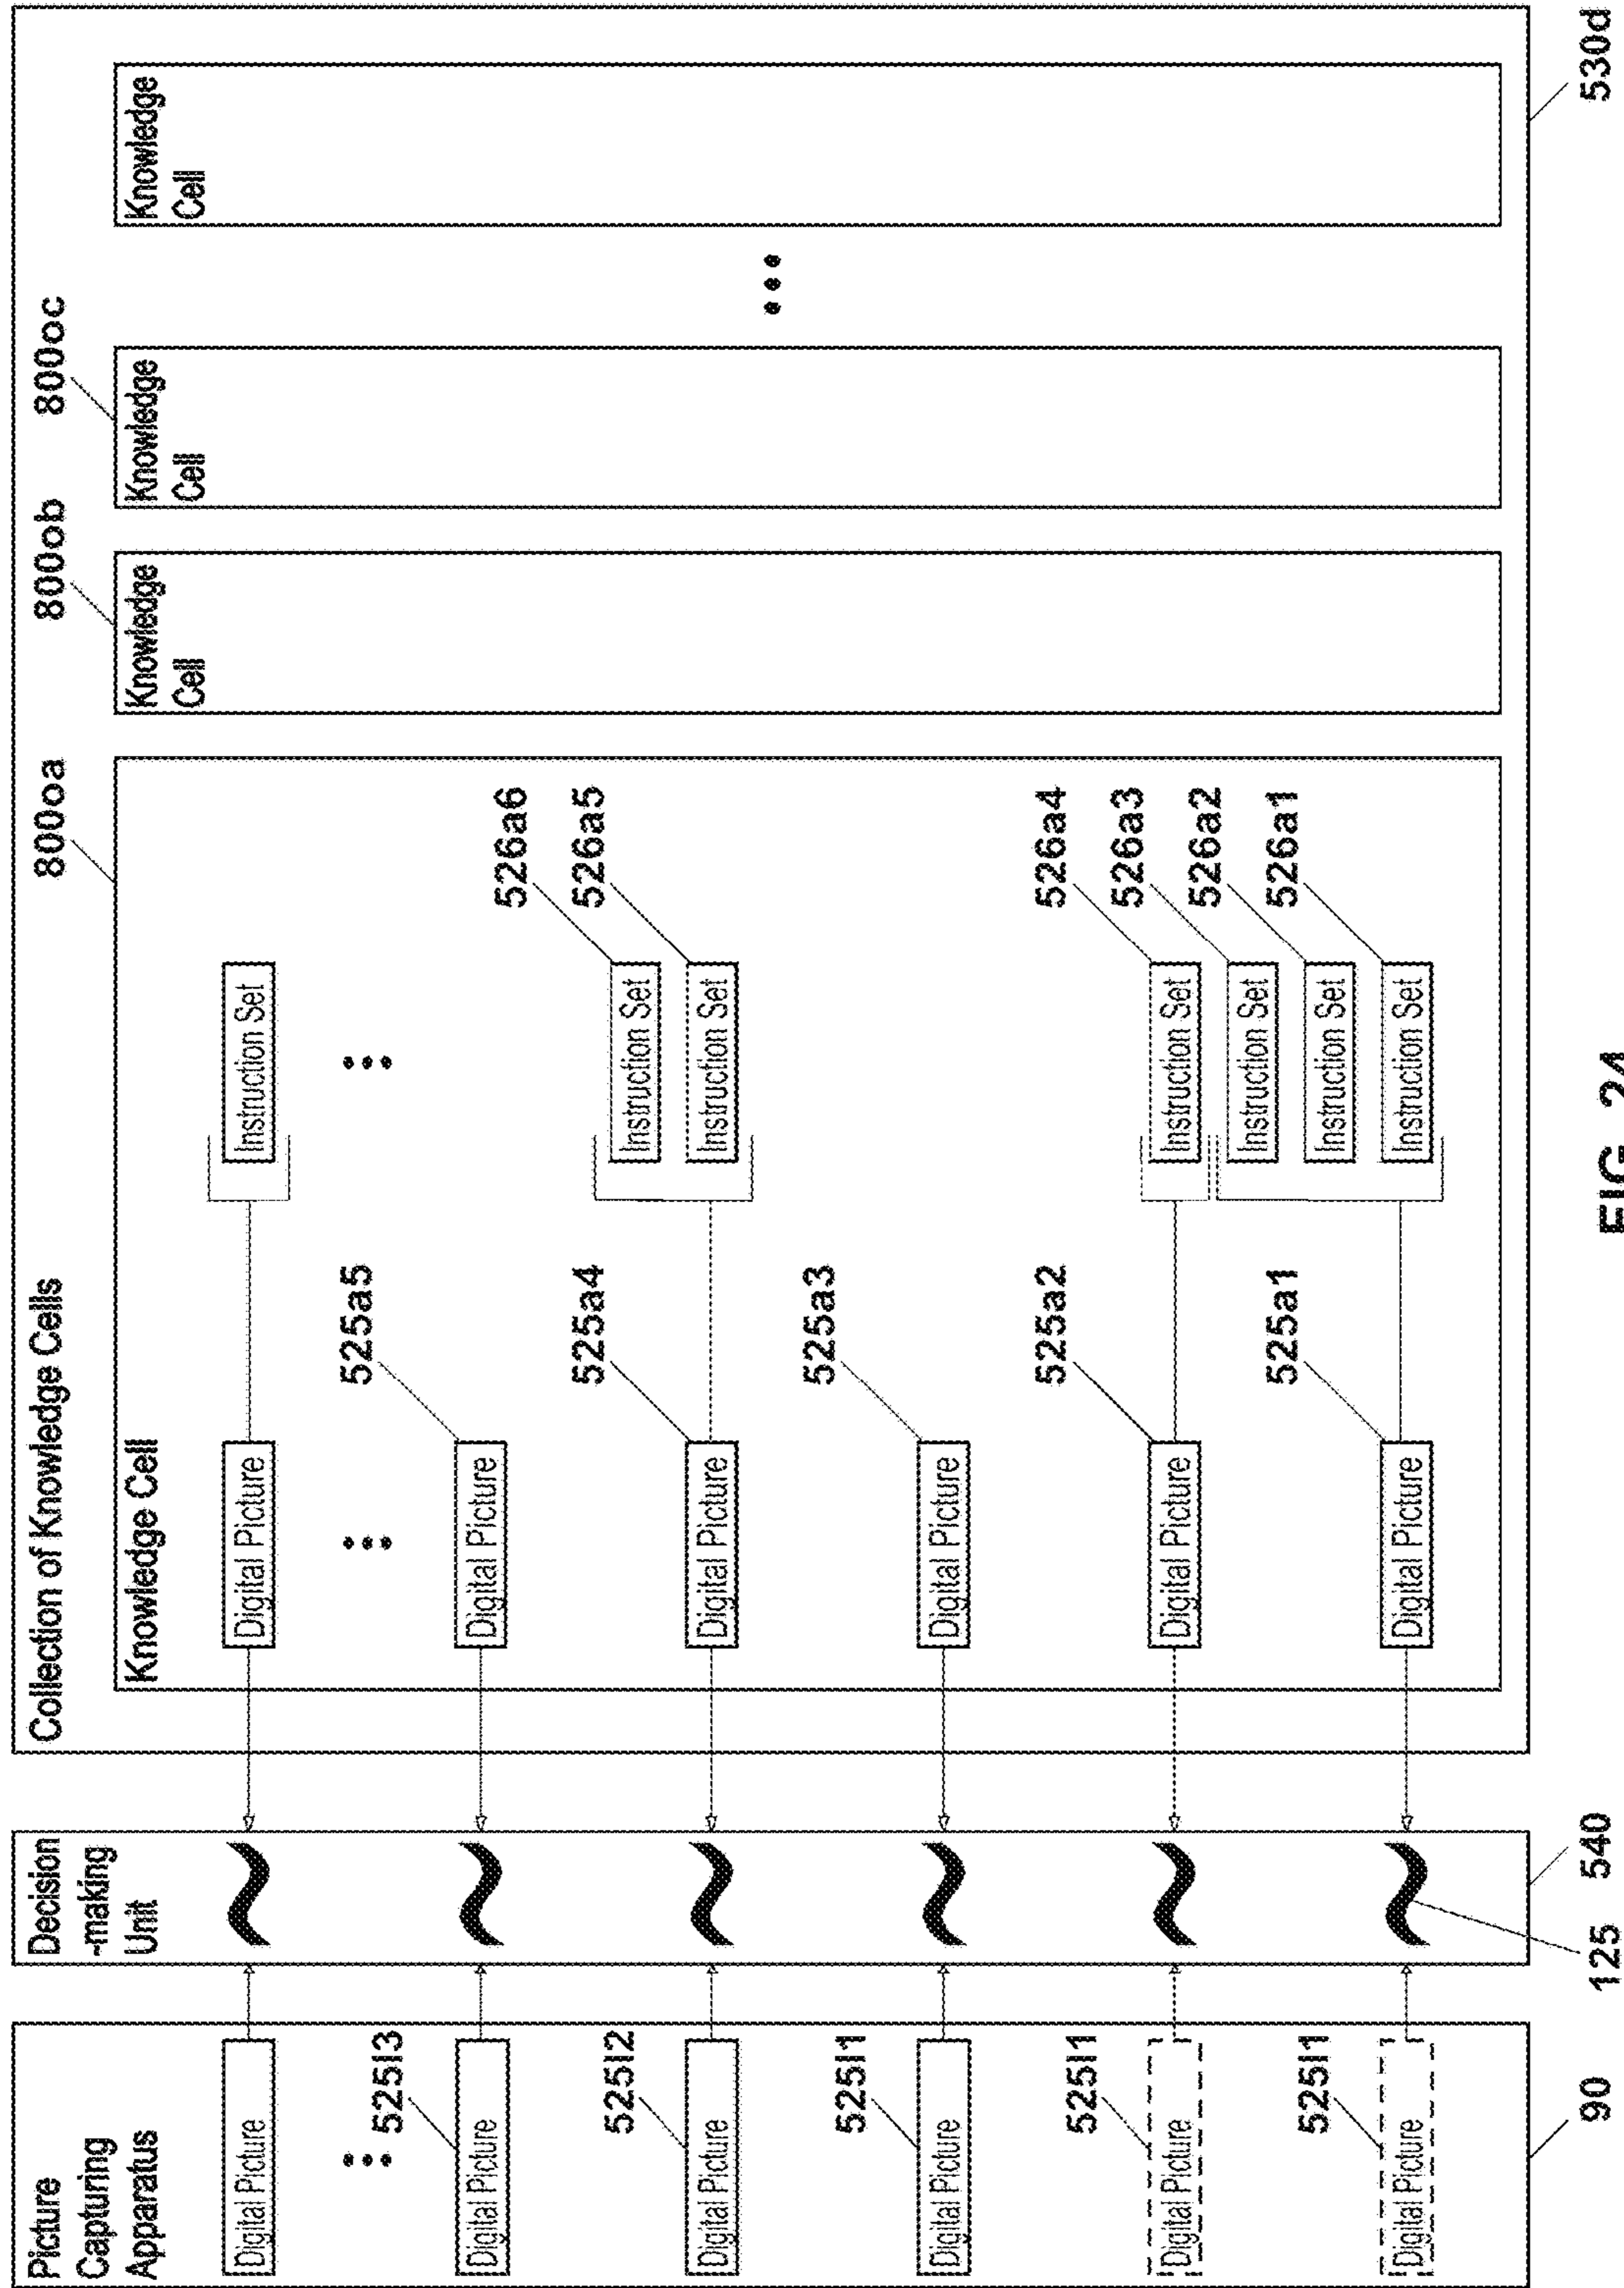 Picture
Capturing
Apparatus
Digital Picture
525l3
Digital Picture
525l2
Digital Picture
525l1
Digital Picture
525l1
Digital Picture
525l1
Digital Picture
90
Decision
-making
Unit
125
540
Collection of Knowledge Cells
800oa
Knowledge Cell
Digital Picture
Instruction Set
525a5
Digital Picture
526a6
Instruction Set
525a4
526a5
Digital Picture
Instruction Set
525a3
Digital Picture
525a2
526a4
Digital Picture
Instruction Set
526a3
Instruction Set
526a2
Instruction Set
525a1
526a1
Digital Picture
Instruction Set
800ob
Knowledge
Cell
800oc
Knowledge
Cell
Knowledge
Cell
530d
FIG. 24